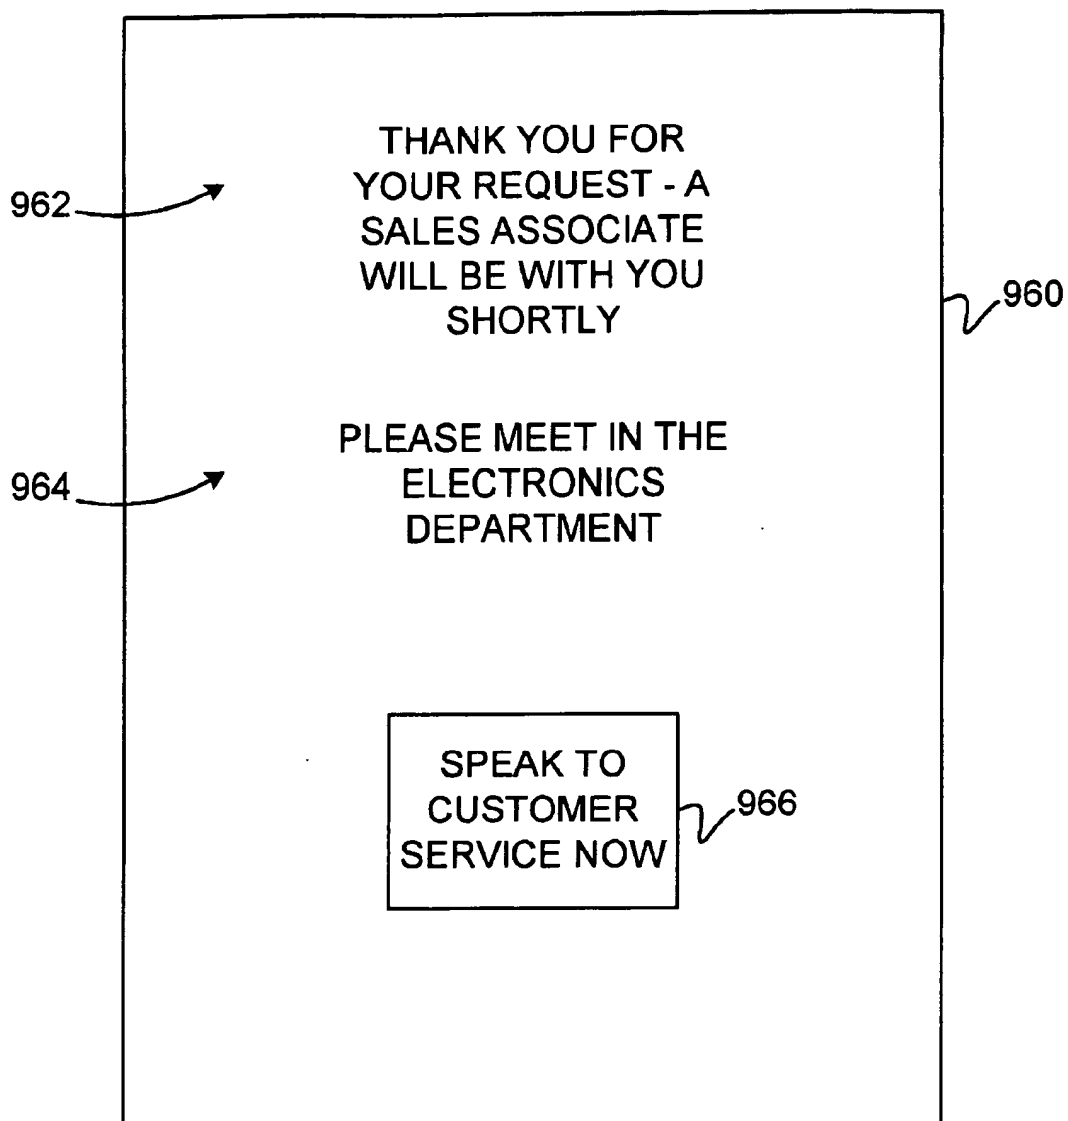 THANK YOU FOR
YOUR REQUEST - A
SALES ASSOCIATE
WILL BE WITH YOU
SHORTLY
962
960
PLEASE MEET IN THE
ELECTRONICS
DEPARTMENT
964
SPEAK TO
CUSTOMER
SERVICE NOW
966